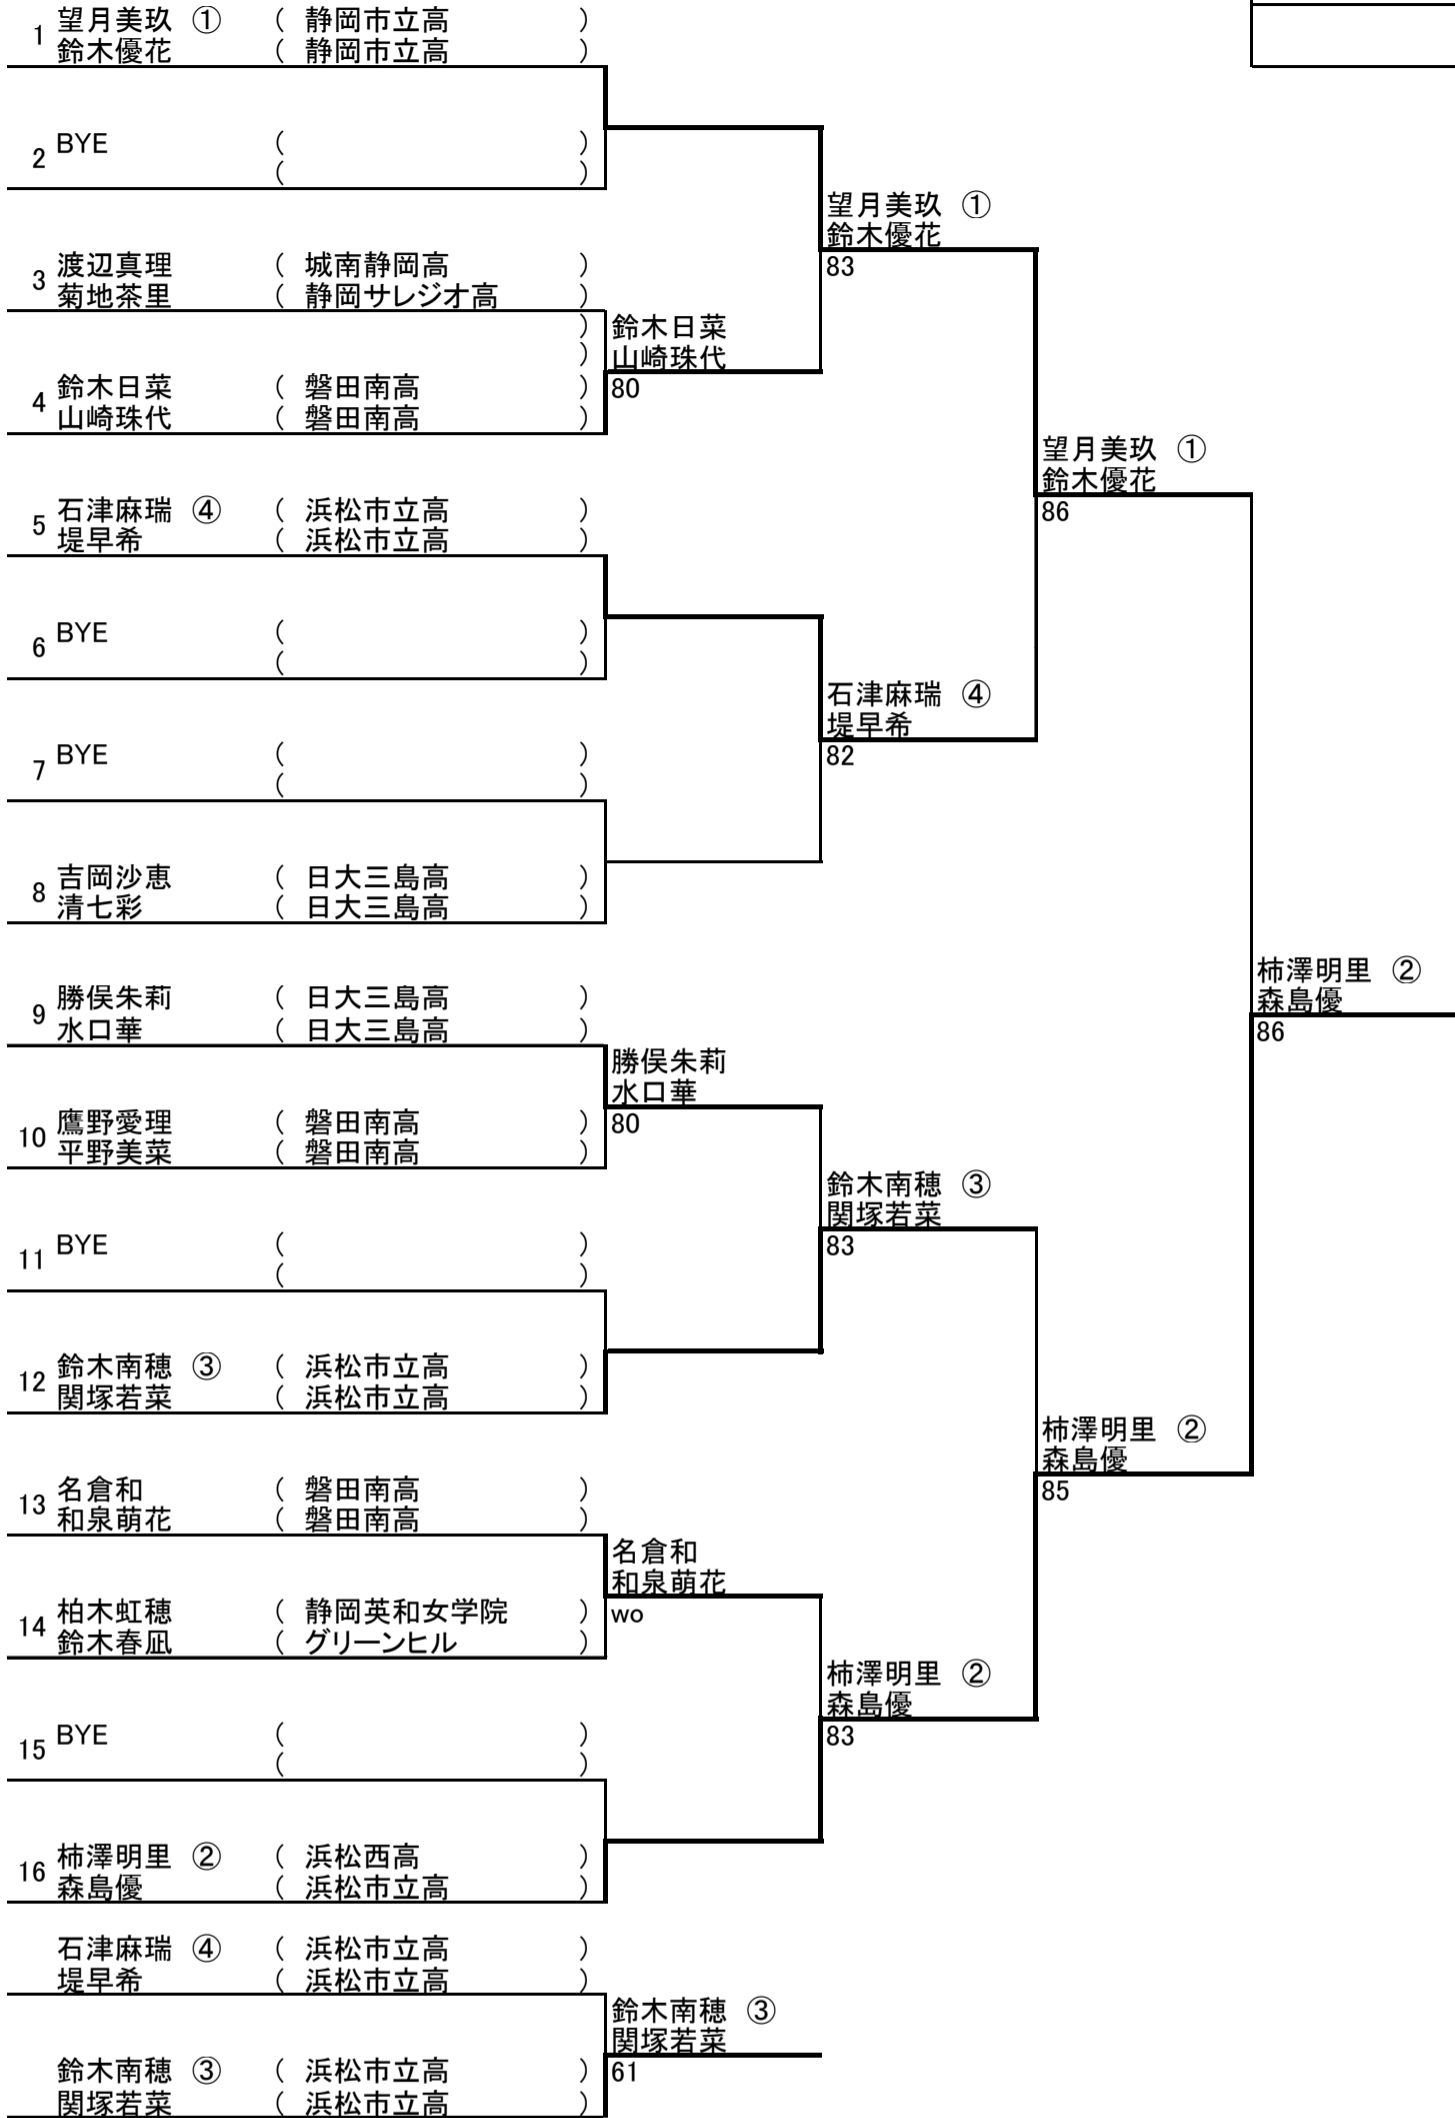 1 望月美玖 ① ( 静岡市立高 )
鈴木優花 ( 静岡市立高 )
2 BYE ( )
( )
望月美玖 ①
鈴木優花
83
3 渡辺真理 ( 城南静岡高 )
菊地茶里 ( 静岡サレジオ高 )
)
)
鈴木日菜
山崎珠代
80
4 鈴木日菜 ( 磐田南高 )
山崎珠代 ( 磐田南高 )
望月美玖 ①
鈴木優花
86
5 石津麻瑞 ④ ( 浜松市立高 )
堤早希 ( 浜松市立高 )
6 BYE ( )
( )
石津麻瑞 ④
堤早希
82
7 BYE ( )
( )
8 吉岡沙恵 ( 日大三島高 )
清七彩 ( 日大三島高 )
柿澤明里 ②
森島優
86
9 勝俣朱莉 ( 日大三島高 )
水口華 ( 日大三島高 )
勝俣朱莉
水口華
80
10 鷹野愛理 ( 磐田南高 )
平野美菜 ( 磐田南高 )
鈴木南穂 ③
関塚若菜
83
11 BYE ( )
( )
12 鈴木南穂 ③ ( 浜松市立高 )
関塚若菜 ( 浜松市立高 )
柿澤明里 ②
森島優
85
13 名倉和 ( 磐田南高 )
和泉萌花 ( 磐田南高 )
名倉和
和泉萌花
wo
14 柏木虹穂 ( 静岡英和女学院 )
鈴木春凪 ( グリーンヒル )
柿澤明里 ②
森島優
83
15 BYE ( )
( )
16 柿澤明里 ② ( 浜松西高 )
森島優 ( 浜松市立高 )
石津麻瑞 ④ ( 浜松市立高 )
堤早希 ( 浜松市立高 )
鈴木南穂 ③
関塚若菜
61
鈴木南穂 ③ ( 浜松市立高 )
関塚若菜 ( 浜松市立高 )